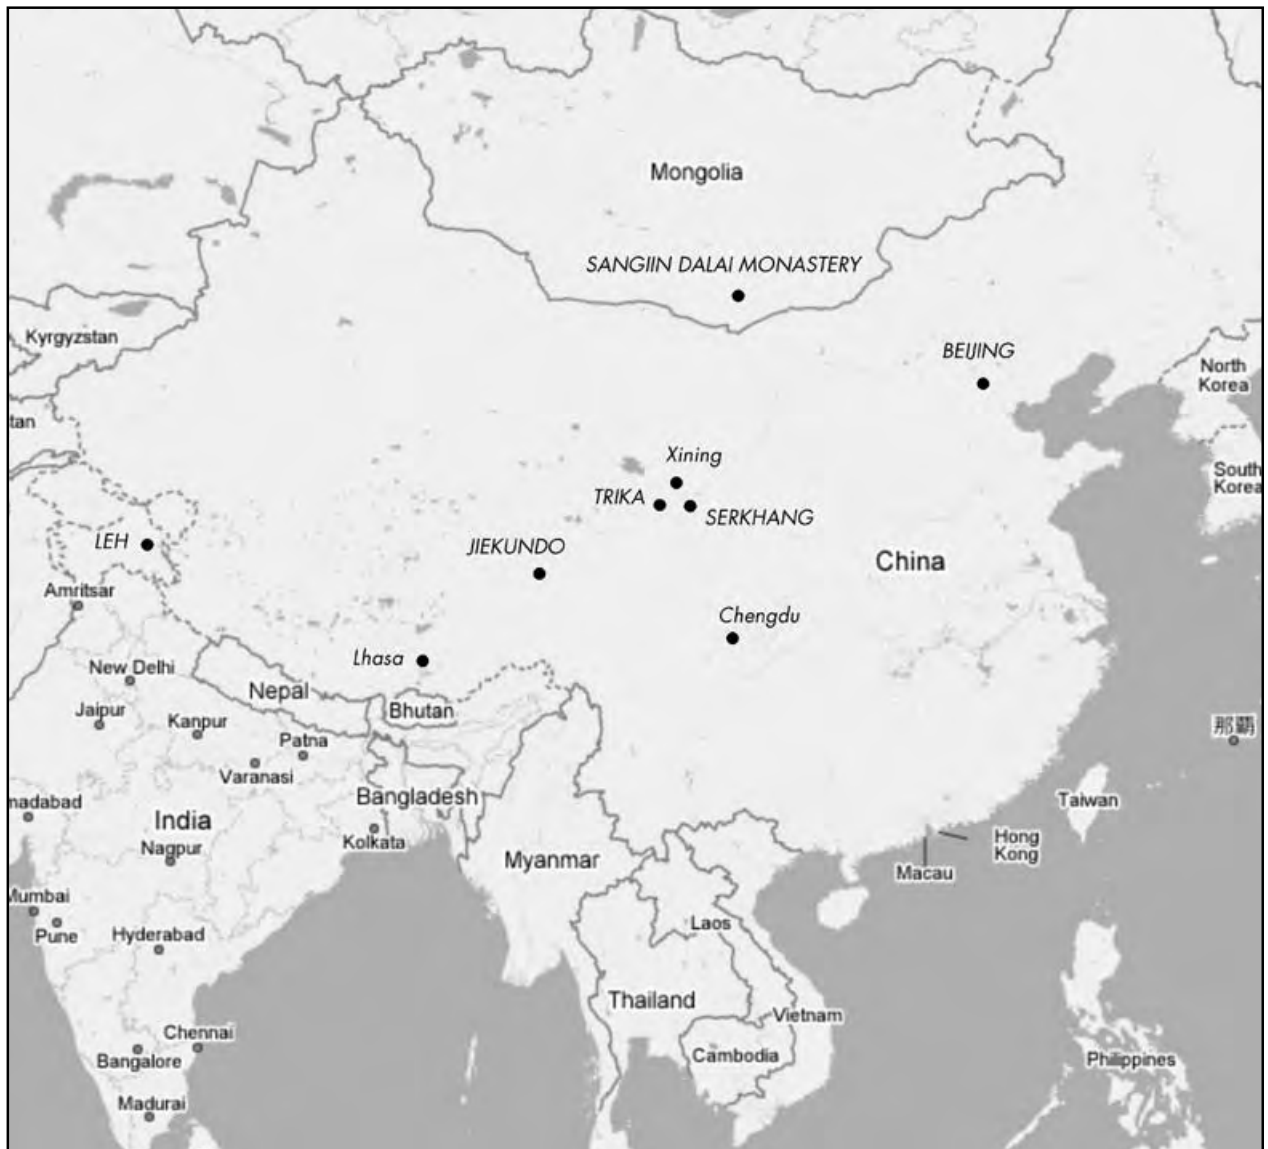 Mongolia
SANGIIN DALAI MONASTERY
Kyrgyzstan
BEIJING
North
Korea
tan
Xining
South
Korea
TRIKA
SERKHANG
LEH
JIEKUNDO
China
Amritsar
Chengdu
Lhasa
New Delhi
Nepal
Bhutan
Jaipur
Kanpur
那覇
Patna
Varanasi
Bangladesh
Taiwan
madabad
India
Kolkata
Hong
Kong
Nagpur
Myanmar
Macau
Mumbai
Laos
Pune
Hyderabad
Thailand
Vietnam
Chennai
Bangalore
Cambodia
Philippines
Madurai